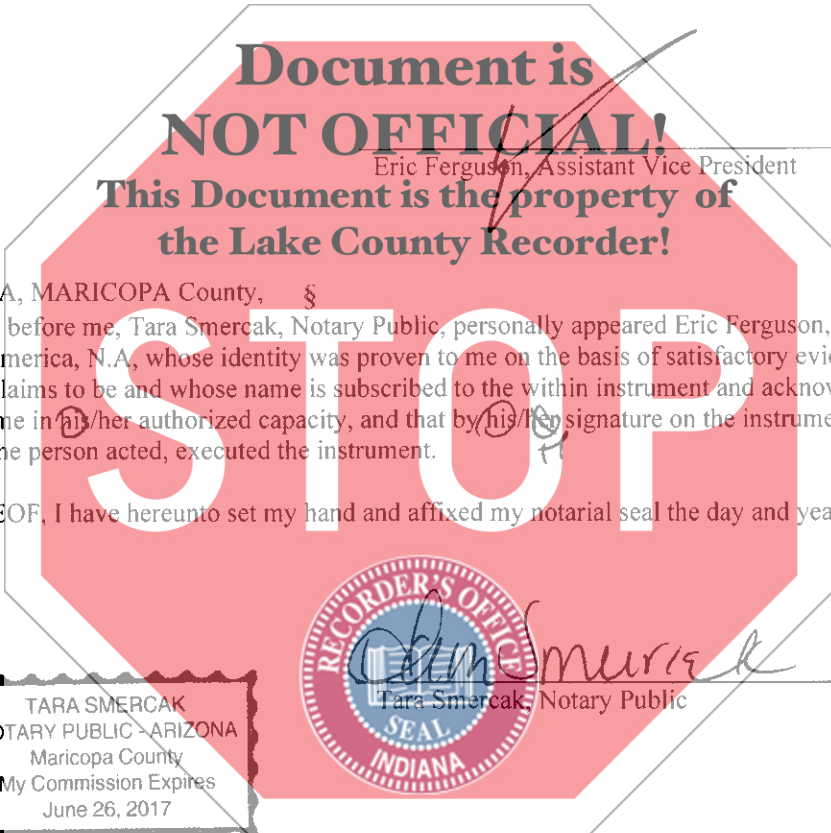 Document is
NOT OFFICIAL!
Eric Ferguson, Assistant Vice President
This Document is the property of
the Lake County Recorder!
A, MARICOPA County, §
before me, Tara Smercak, Notary Public, personally appeared Eric Ferguson,
merica, N.A, whose identity was proven to me on the basis of satisfactory evi
laims to be and whose name is subscribed to the within instrument and acknow
me in his/her authorized capacity, and that by his/her signature on the instrume
he person acted, executed the instrument.
STOP
EOF, I have hereunto set my hand and affixed my notarial seal the day and yea
RECORDER'S OFFICE
SEAL
INDIANA
Tara Smercak
Tara Smercak, Notary Public
TARA SMERCAK
OTARY PUBLIC - ARIZONA
Maricopa County
My Commission Expires
June 26, 2017